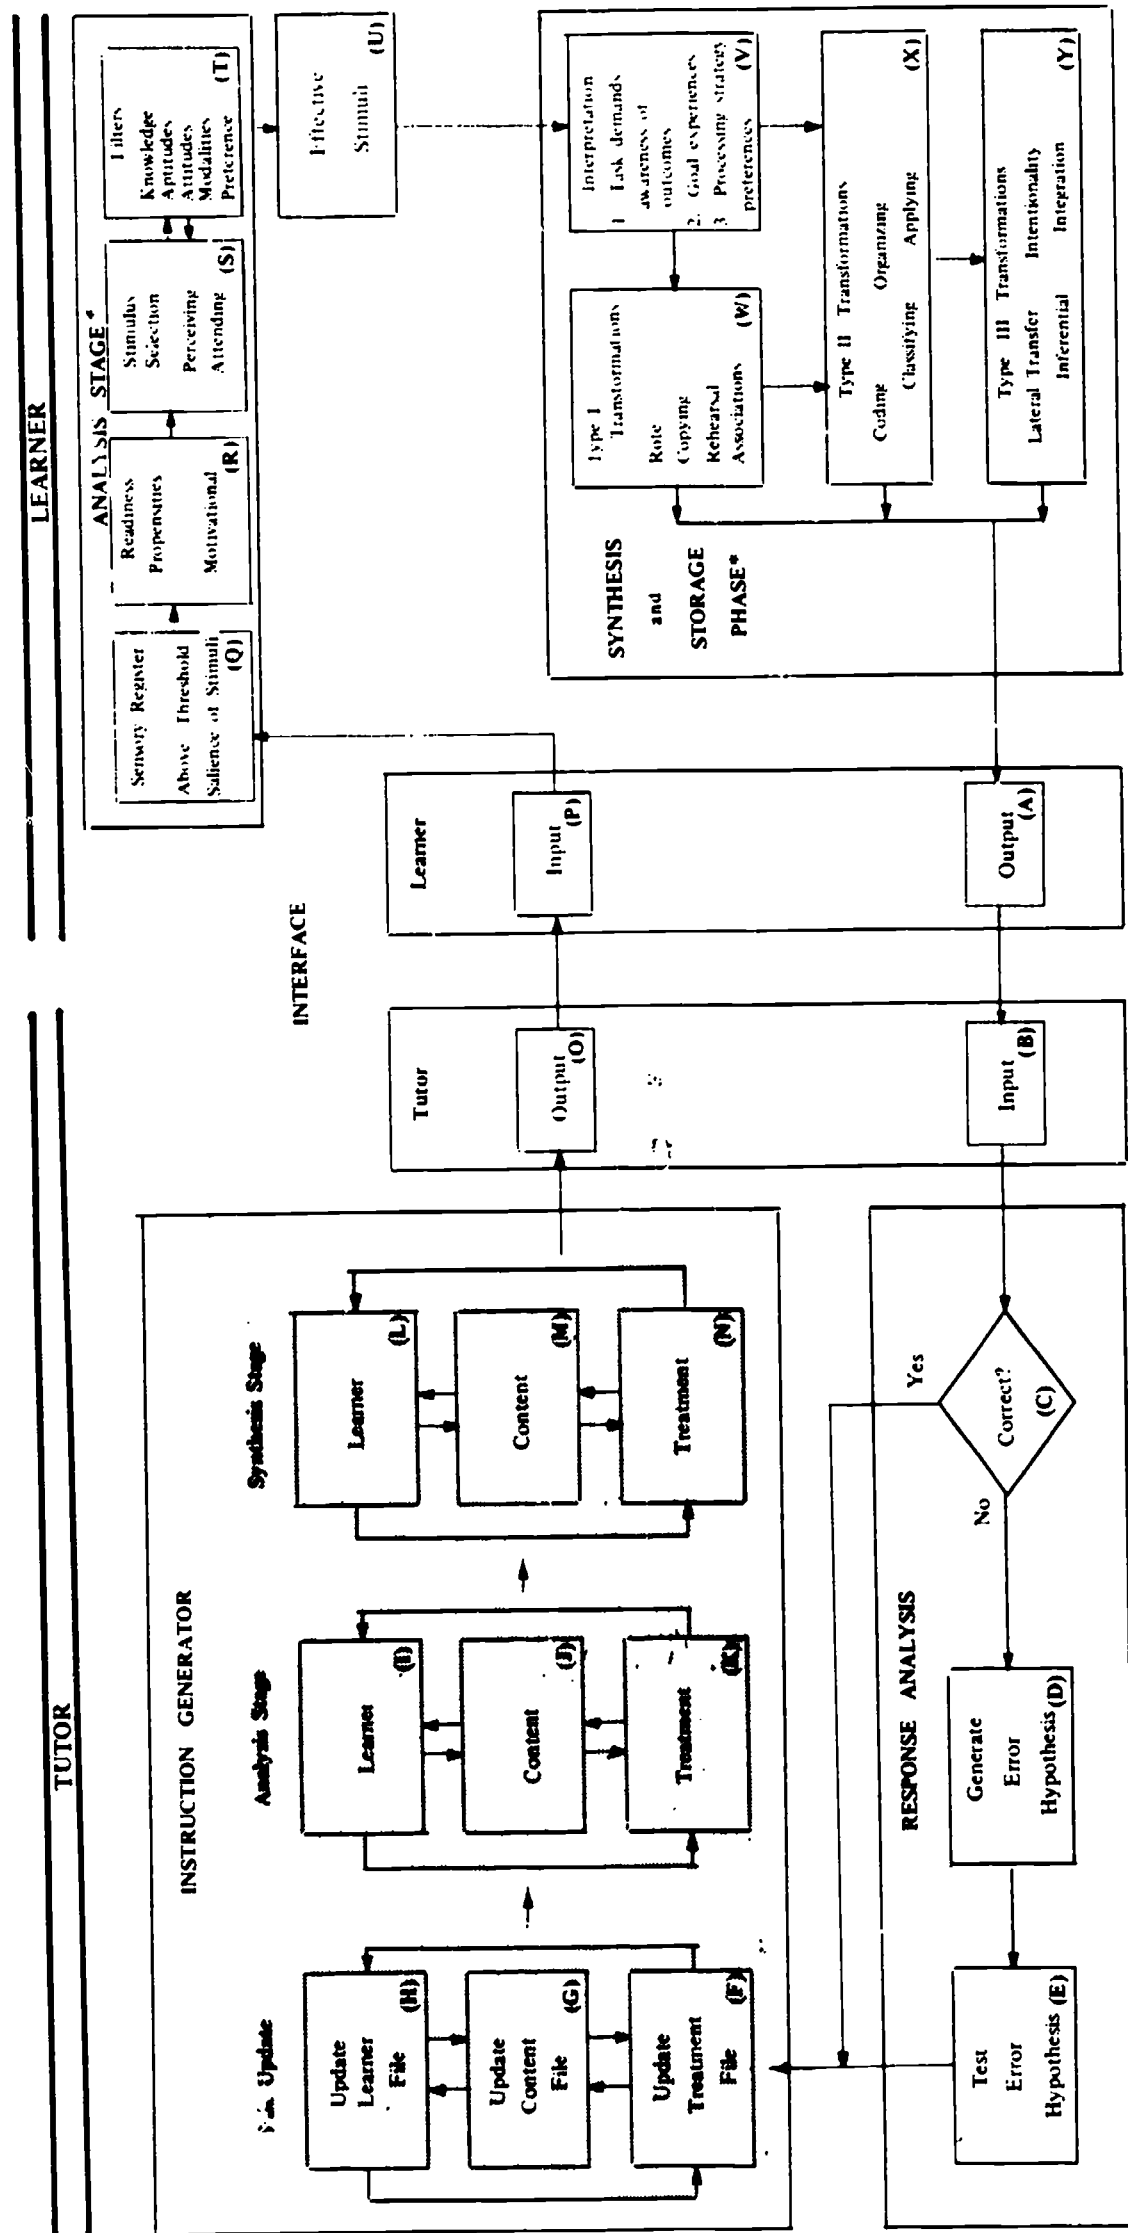 TUTOR
LEARNER
INSTRUCTION GENERATOR
Update
Update
Learner
File
(H)
Update
Content
File
(G)
Update
Treatment
File
(F)
Analysis Stage
Learner
(I)
Content
(J)
Treatment
(K)
Synthesis Stage
Learner
(L)
Content
(M)
Treatment
(N)
RESPONSE ANALYSIS
Test
Error
Hypothesis (E)
Generate
Error
Hypothesis (D)
No
Correct?
(C)
Yes
INTERFACE
Tutor
Output
(O)
Input
(B)
Learner
Input
(P)
Output
(A)
ANALYSIS STAGE*
Sensory Register
Above Threshold
Salience of Stimuli
(Q)
Readiness
Propensities
Motivational
(R)
Stimulus
Selection
Perceiving
Attending
(S)
Filters
Knowledge
Aptitudes
Attitudes
Modalities
Preference
(T)
Effective
Stimuli
(U)
SYNTHESIS
and
STORAGE
PHASE*
Interpretation
1 Task demands
awareness of
outcomes
2. Goal experiences
3 Processing strategy
preferences
(V)
Type I
Transformations
Rote
Copying
Rehearsal
Associations
(W)
Type II Transformations
Coding Organizing
Classifying Applying
(X)
Type III Transformations
Lateral Transfer Intentionality
Inferential Integration
(Y)